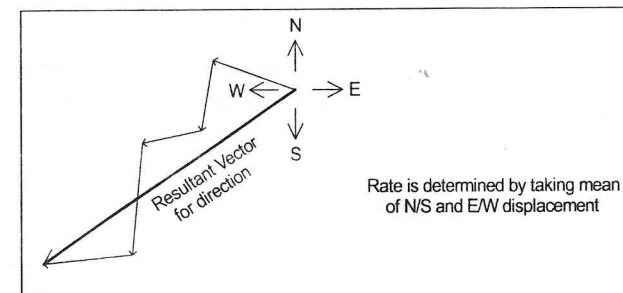 N
W
E
S
Resultant Vector
for direction
Rate is determined by taking mean
of N/S and E/W displacement